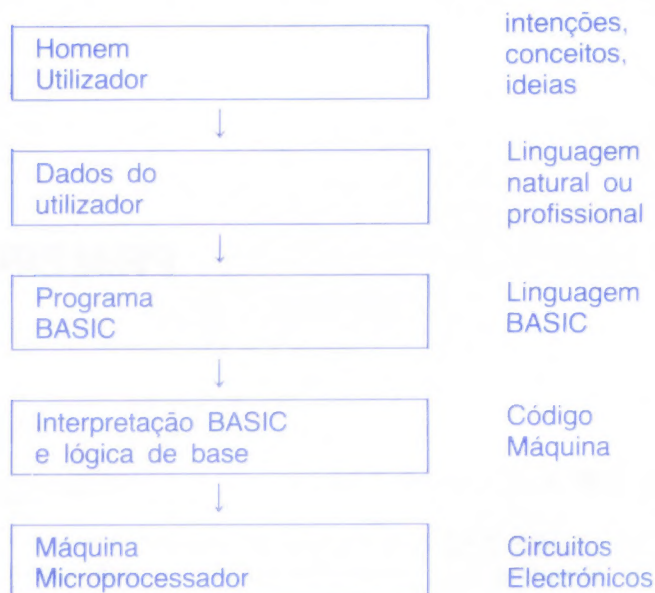 Homem
Utilizador
intenções,
conceitos,
ideias
Dados do
utilizador
Linguagem
natural ou
profissional
Programa
BASIC
Linguagem
BASIC
Interpretação BASIC
e lógica de base
Código
Máquina
Máquina
Microprocessador
Circuitos
Electrónicos